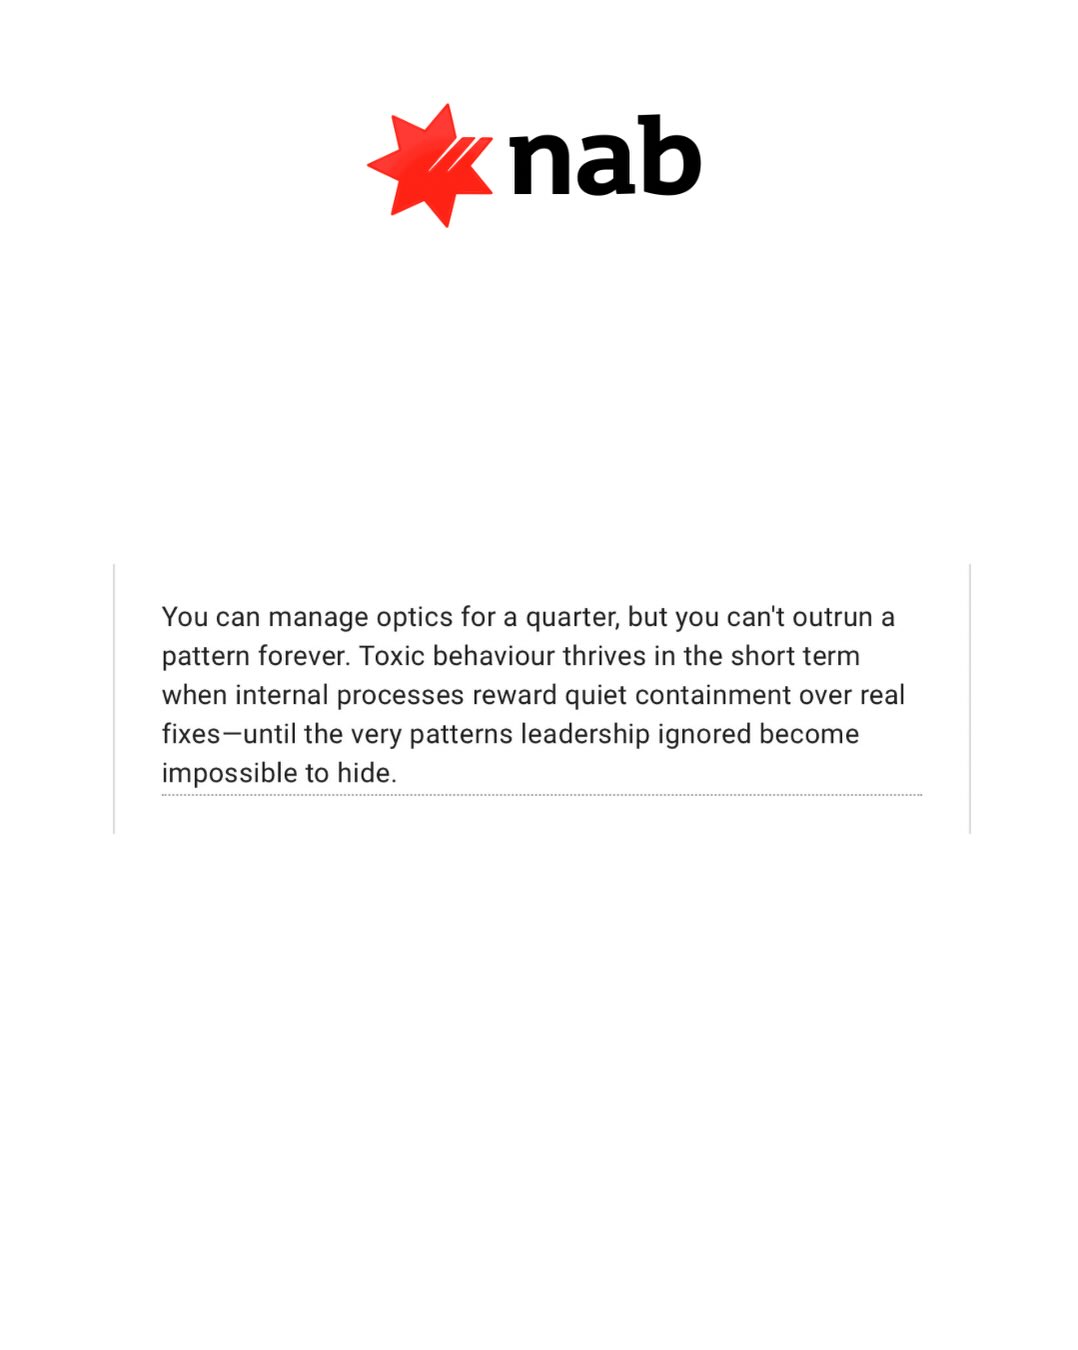 nab
You can manage optics for a quarter, but you can't outrun a
pattern forever. Toxic behaviour thrives in the short term
when internal processes reward quiet containment over real
fixes—until the very patterns leadership ignored become
impossible to hide.